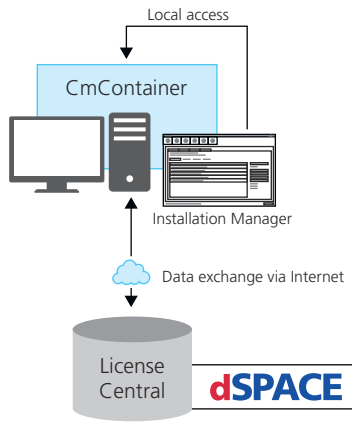 Local access
CmContainer
Installation Manager
Data exchange via Internet
License
Central
dSPACE